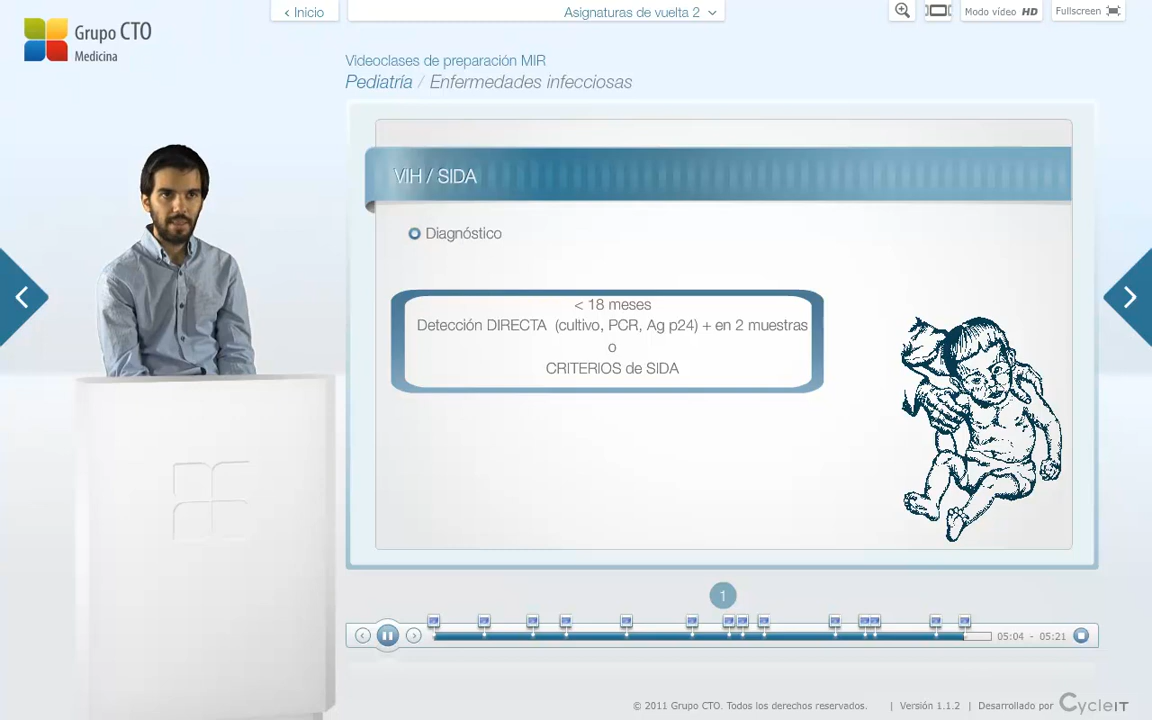 ‹ Inicio
Asignaturas de vuelta 2
Modo vídeo HD
Fullscreen
Grupo CTO
Medicina
Videoclases de preparación MIR
Pediatría / Enfermedades infecciosas
VIH / SIDA
Diagnóstico
< 18 meses
Detección DIRECTA (cultivo, PCR, Ag p24) + en 2 muestras
o
CRITERIOS de SIDA
1
05:04 - 05:21
© 2011 Grupo CTO. Todos los derechos reservados. | Versión 1.1.2 | Desarrollado por CycleIT